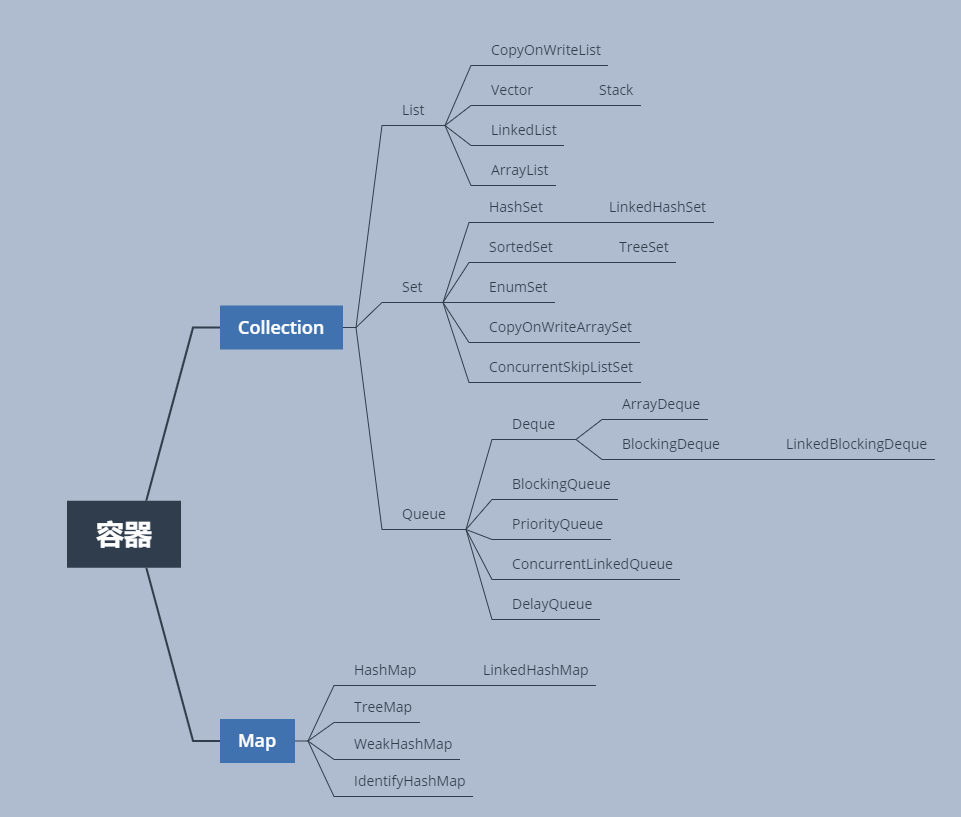 容器
Collection
List
CopyOnWriteList
Vector
Stack
LinkedList
ArrayList
Set
HashSet
LinkedHashSet
SortedSet
TreeSet
EnumSet
CopyOnWriteArraySet
ConcurrentSkipListSet
Queue
Deque
ArrayDeque
BlockingDeque
LinkedBlockingDeque
BlockingQueue
PriorityQueue
ConcurrentLinkedQueue
DelayQueue
Map
HashMap
LinkedHashMap
TreeMap
WeakHashMap
IdentifyHashMap